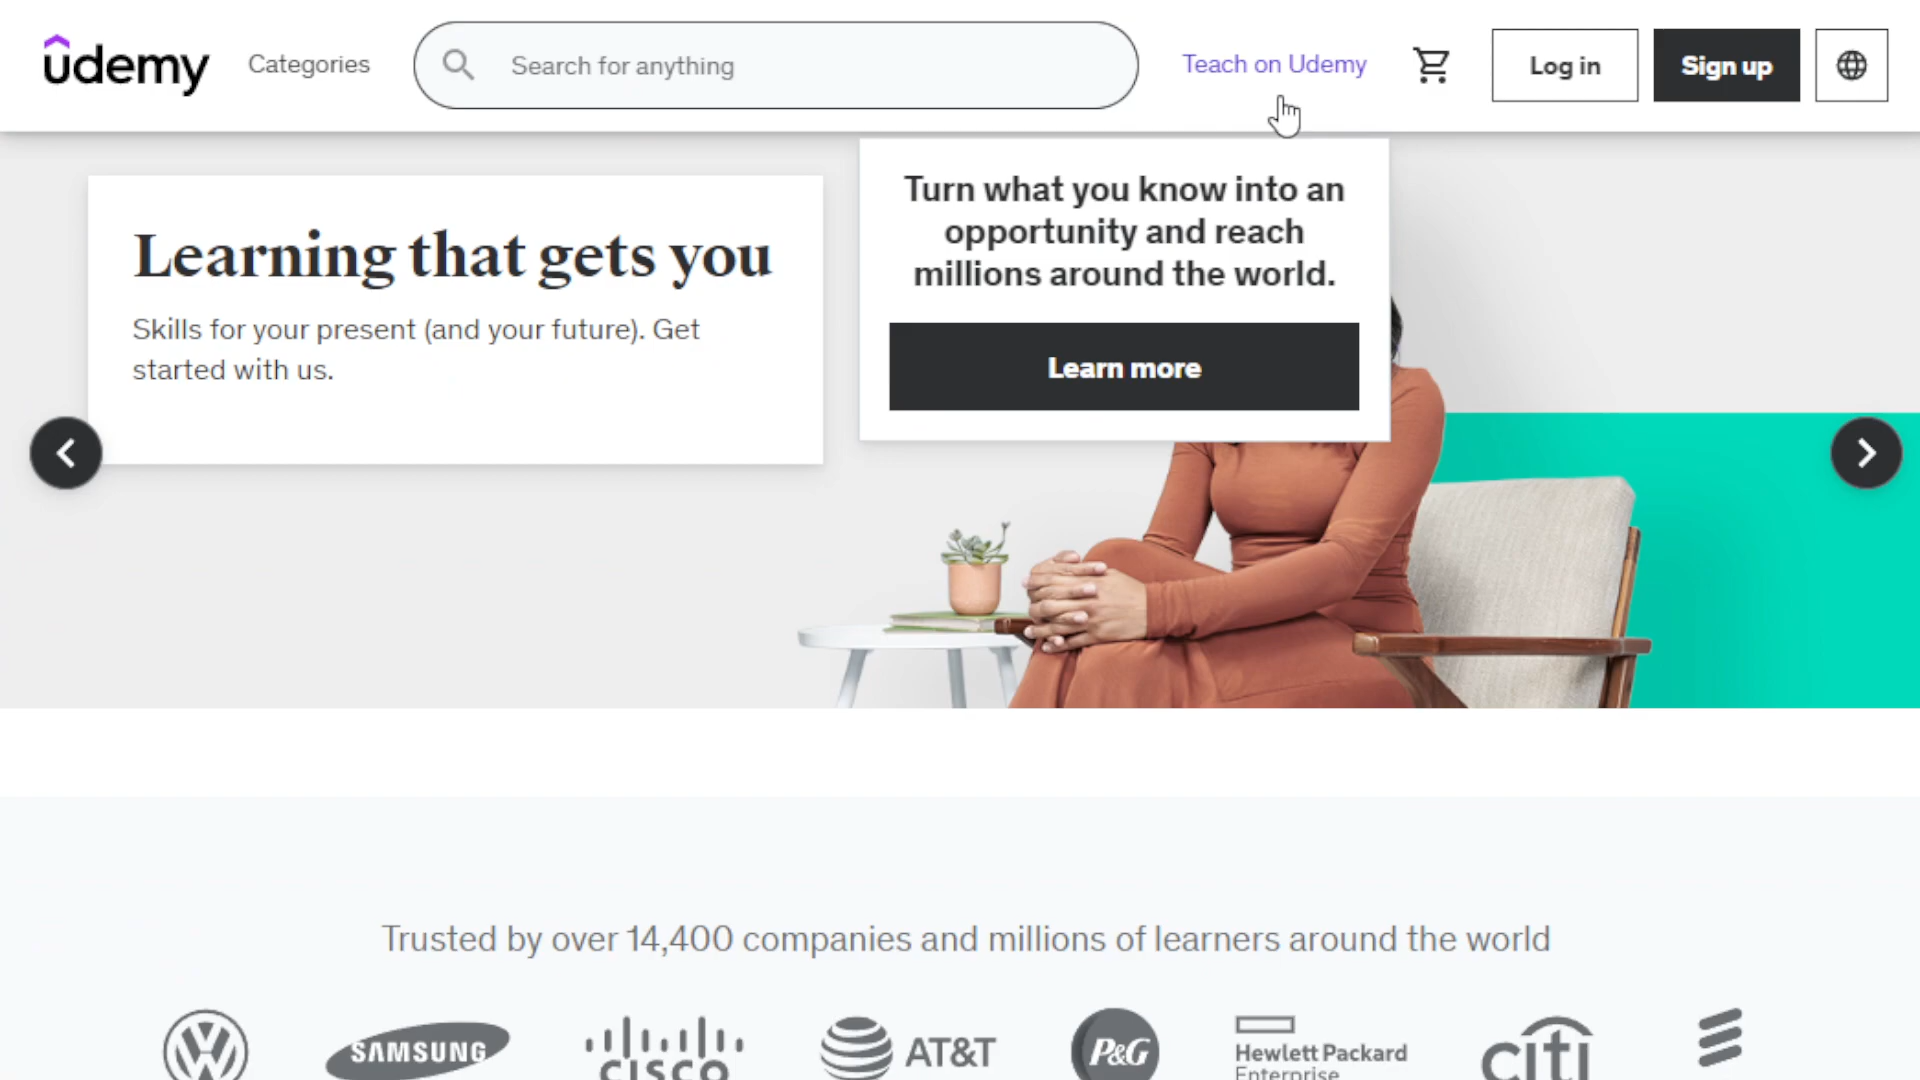 udemy
Categories
Search for anything
Teach on Udemy
Log in
Sign up
Turn what you know into an
opportunity and reach
millions around the world.
Learn more
Learning that gets you
Skills for your present (and your future). Get
started with us.
Trusted by over 14,400 companies and millions of learners around the world
SAMSUNG
CISCO
AT&T
P&G
Hewlett Packard
Enterprise
citi